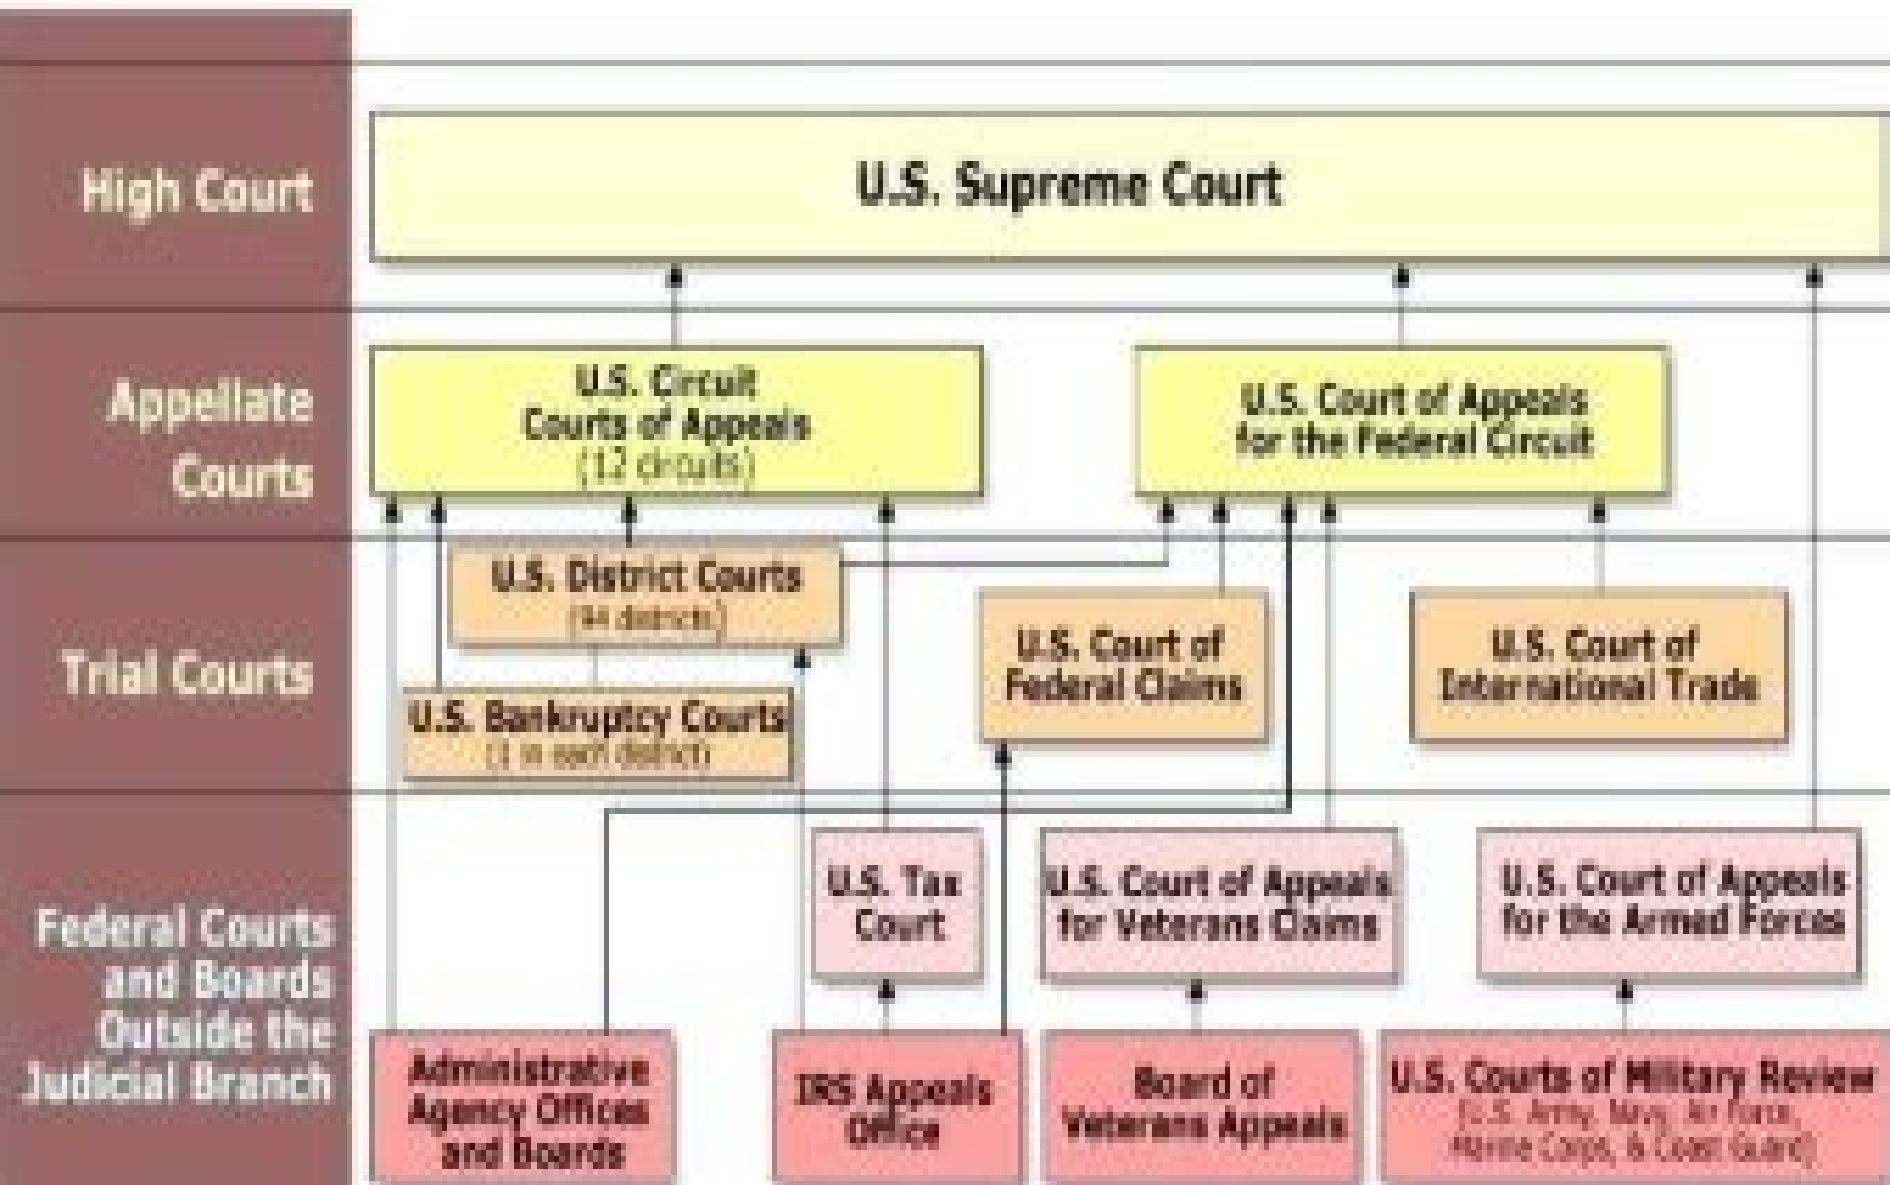 High Court
U.S. Supreme Court
Appellate
Courts
U.S. Circuit
Courts of Appeals
(12 circuits)
U.S. Court of Appeals
for the Federal Circuit
Trial Courts
U.S. District Courts
(94 districts)
U.S. Bankruptcy Courts
(1 in each district)
U.S. Court of
Federal Claims
U.S. Court of
International Trade
Federal Courts
and Boards
Outside the
Judicial Branch
U.S. Tax
Court
U.S. Court of Appeals
for Veterans Claims
U.S. Court of Appeals
for the Armed Forces
Administrative
Agency Offices
and Boards
IRS Appeals
Office
Board of
Veterans Appeals
U.S. Courts of Military Review
(U.S. Army, Navy, Air Force,
Marine Corps, & Coast Guard)